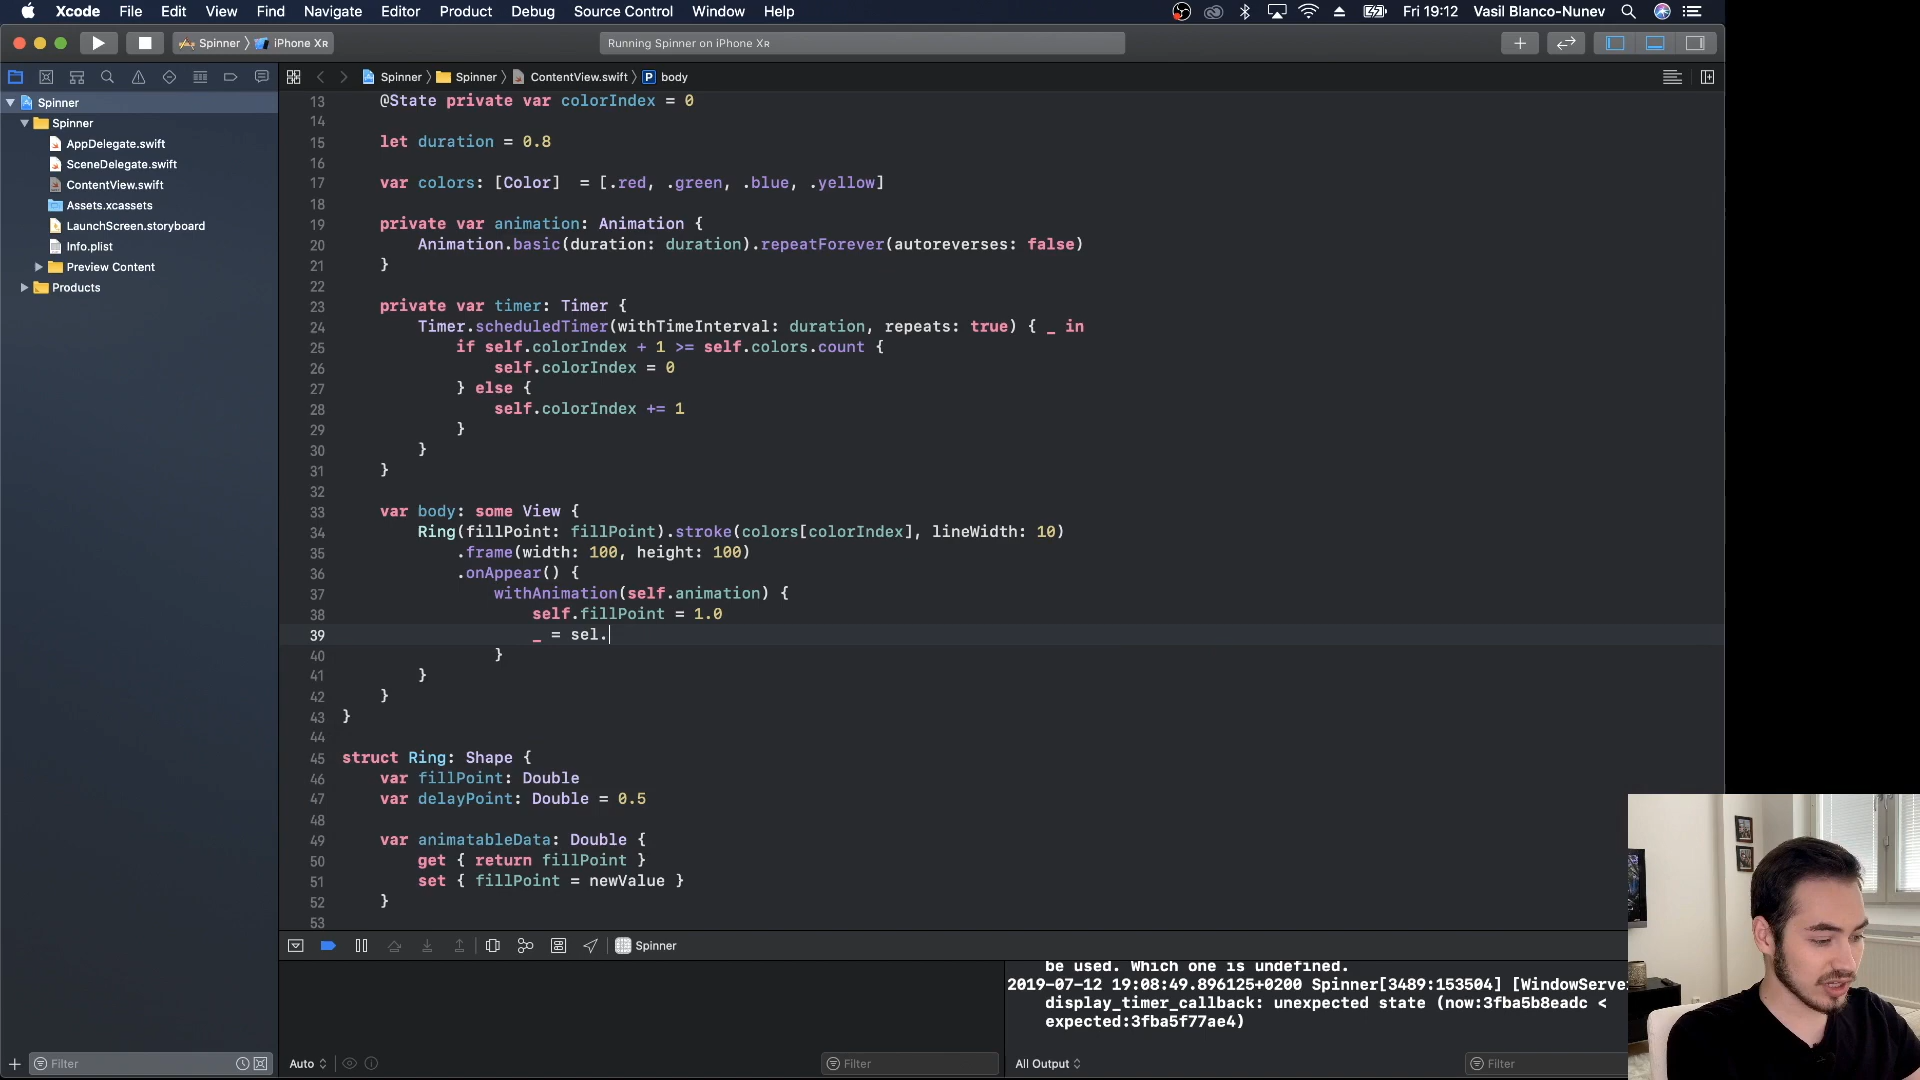 Xcode File Edit View Find Navigate Editor Product Debug Source Control Window Help Fri 19:12 Vasil Blanco-Nunev
Spinner iPhone XR Running Spinner on iPhone XR
Spinner Spinner ContentView.swift P body
Spinner
Spinner
AppDelegate.swift
SceneDelegate.swift
ContentView.swift
Assets.xcassets
LaunchScreen.storyboard
Info.plist
Preview Content
Products
13 @State private var colorIndex = 0
14
15 let duration = 0.8
16
17 var colors: [Color]  = [.red, .green, .blue, .yellow]
18
19 private var animation: Animation {
20 Animation.basic(duration: duration).repeatForever(autoreverses: false)
21 }
22
23 private var timer: Timer {
24 Timer.scheduledTimer(withTimeInterval: duration, repeats: true) { _ in
25 if self.colorIndex + 1 >= self.colors.count {
26 self.colorIndex = 0
27 } else {
28 self.colorIndex += 1
29 }
30 }
31 }
32
33 var body: some View {
34 Ring(fillPoint: fillPoint).stroke(colors[colorIndex], lineWidth: 10)
35 .frame(width: 100, height: 100)
36 .onAppear() {
37 withAnimation(self.animation) {
38 self.fillPoint = 1.0
39 _ = sel.
40 }
41 }
42 }
43 }
44
45 struct Ring: Shape {
46 var fillPoint: Double
47 var delayPoint: Double = 0.5
48
49 var animatableData: Double {
50 get { return fillPoint }
51 set { fillPoint = newValue }
52 }
53
Spinner
be used. Which one is undefined.
2019-07-12 19:08:49.896125+0200 Spinner[3489:153504] [WindowServer
display_timer_callback: unexpected state (now:3fba5b8eadc <
expected:3fba5f77ae4)
Filter Auto Filter All Output Filter